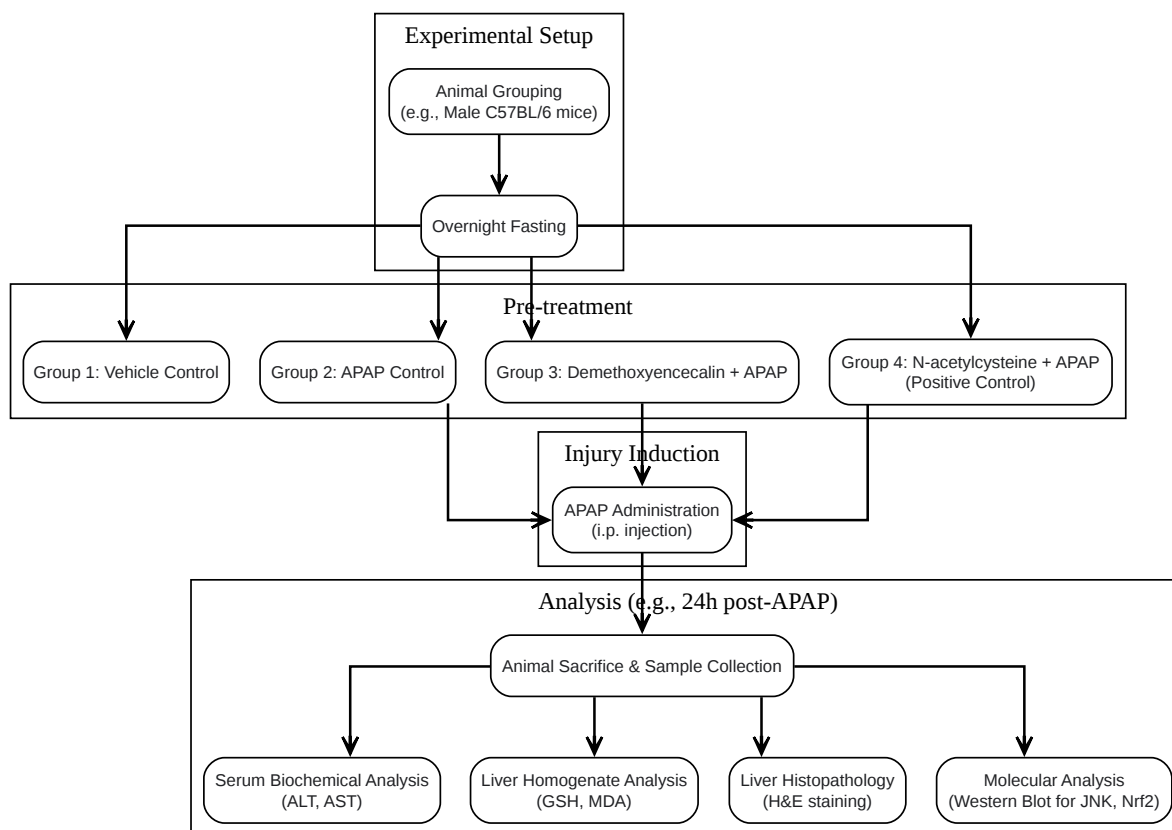 Experimental Setup
Animal Grouping
(e.g., Male C57BL/6 mice)
Overnight Fasting
Pre-treatment
Group 1: Vehicle Control
Group 2: APAP Control
Group 3: Demethoxyencecalin + APAP
Group 4: N-acetylcysteine + APAP
(Positive Control)
Injury Induction
APAP Administration
(i.p. injection)
Analysis (e.g., 24h post-APAP)
Animal Sacrifice & Sample Collection
Serum Biochemical Analysis
(ALT, AST)
Liver Homogenate Analysis
(GSH, MDA)
Liver Histopathology
(H&E staining)
Molecular Analysis
(Western Blot for JNK, Nrf2)